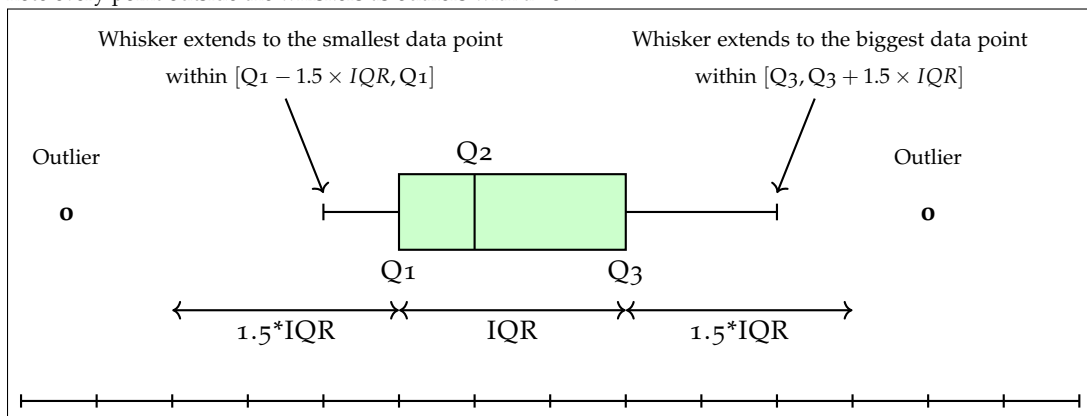 Whisker extends to the smallest data point
within [Q1 − 1.5 × IQR, Q1]
Whisker extends to the biggest data point
within [Q3, Q3 + 1.5 × IQR]
Outlier
Q2
Outlier
o
o
Q1
Q3
1.5*IQR
IQR
1.5*IQR